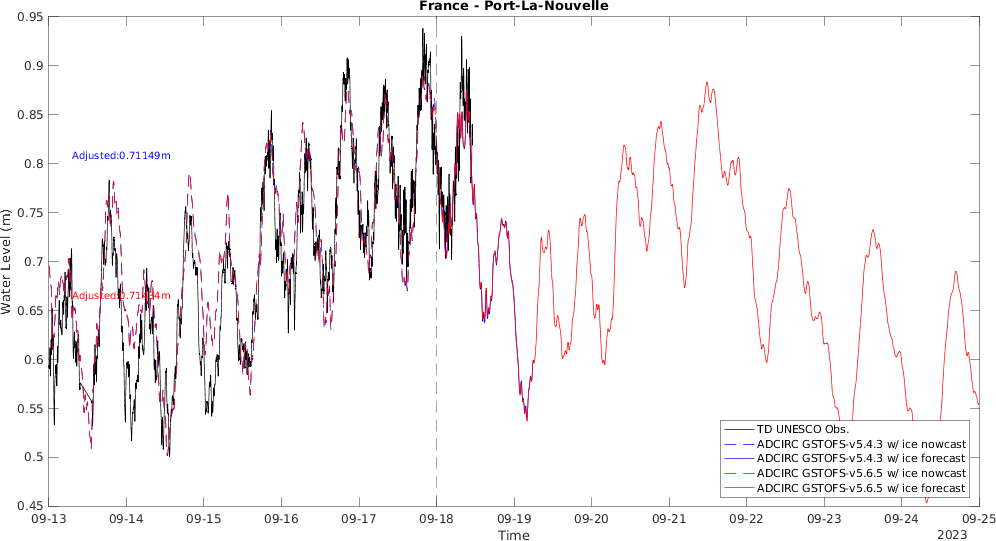 France - Port-La-Nouvelle
0.95
0.9
0.85
0.8
0.75
0.7
0.65
0.6
0.55
0.5
0.45
Water Level (m)
Adjusted:0.71149m
TD UNESCO Obs.
ADCIRC GSTOFS-v5.4.3 w/ ice nowcast
ADCIRC GSTOFS-v5.4.3 w/ ice forecast
ADCIRC GSTOFS-v5.6.5 w/ ice nowcast
ADCIRC GSTOFS-v5.6.5 w/ ice forecast
09-13 09-14 09-15 09-16 09-17 09-18 09-19 09-20 09-21 09-22 09-23 09-24 09-25
Time
2023